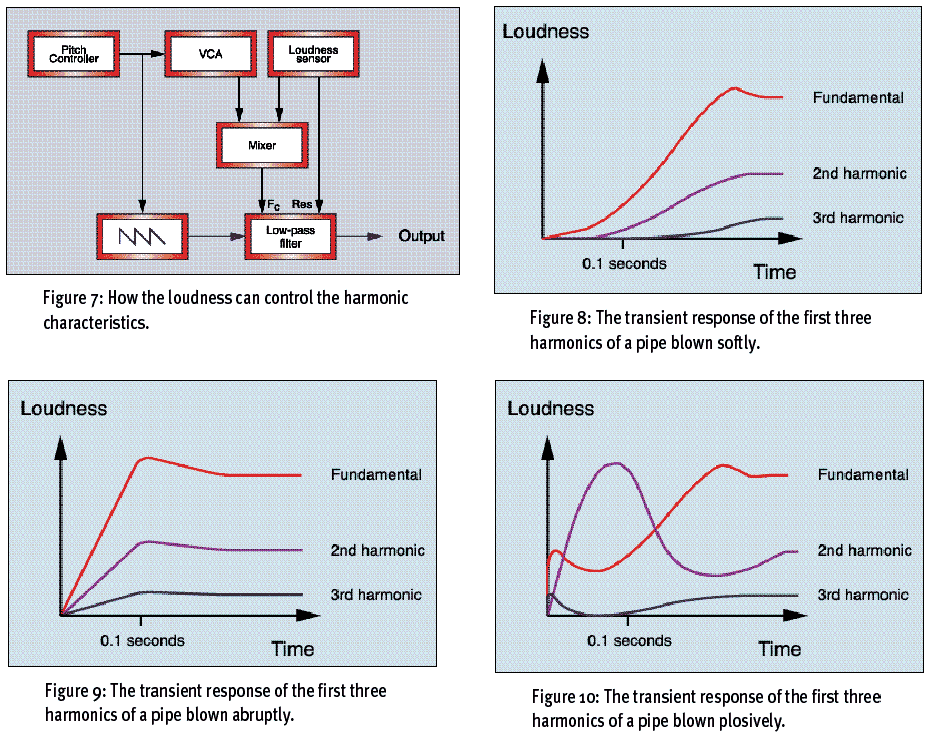 Pitch
Controller
VCA
Loudness
sensor
Mixer
Fc Res
Low-pass
filter
Output
Figure 7: How the loudness can control the harmonic
characteristics.
Loudness
Fundamental
2nd harmonic
3rd harmonic
0.1 seconds
Time
Figure 8: The transient response of the first three
harmonics of a pipe blown softly.
Loudness
Fundamental
2nd harmonic
3rd harmonic
0.1 seconds
Time
Figure 9: The transient response of the first three
harmonics of a pipe blown abruptly.
Loudness
Fundamental
2nd harmonic
3rd harmonic
0.1 seconds
Time
Figure 10: The transient response of the first three
harmonics of a pipe blown plosively.